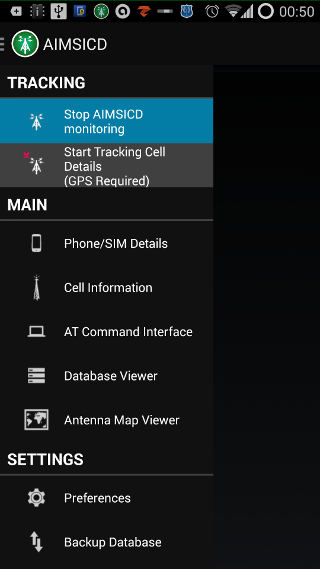 00:50
AIMSICD
TRACKING
Stop AIMSICD
monitoring
Start Tracking Cell
Details
(GPS Required)
MAIN
Phone/SIM Details
Cell Information
AT Command Interface
Database Viewer
Antenna Map Viewer
SETTINGS
Preferences
Backup Database